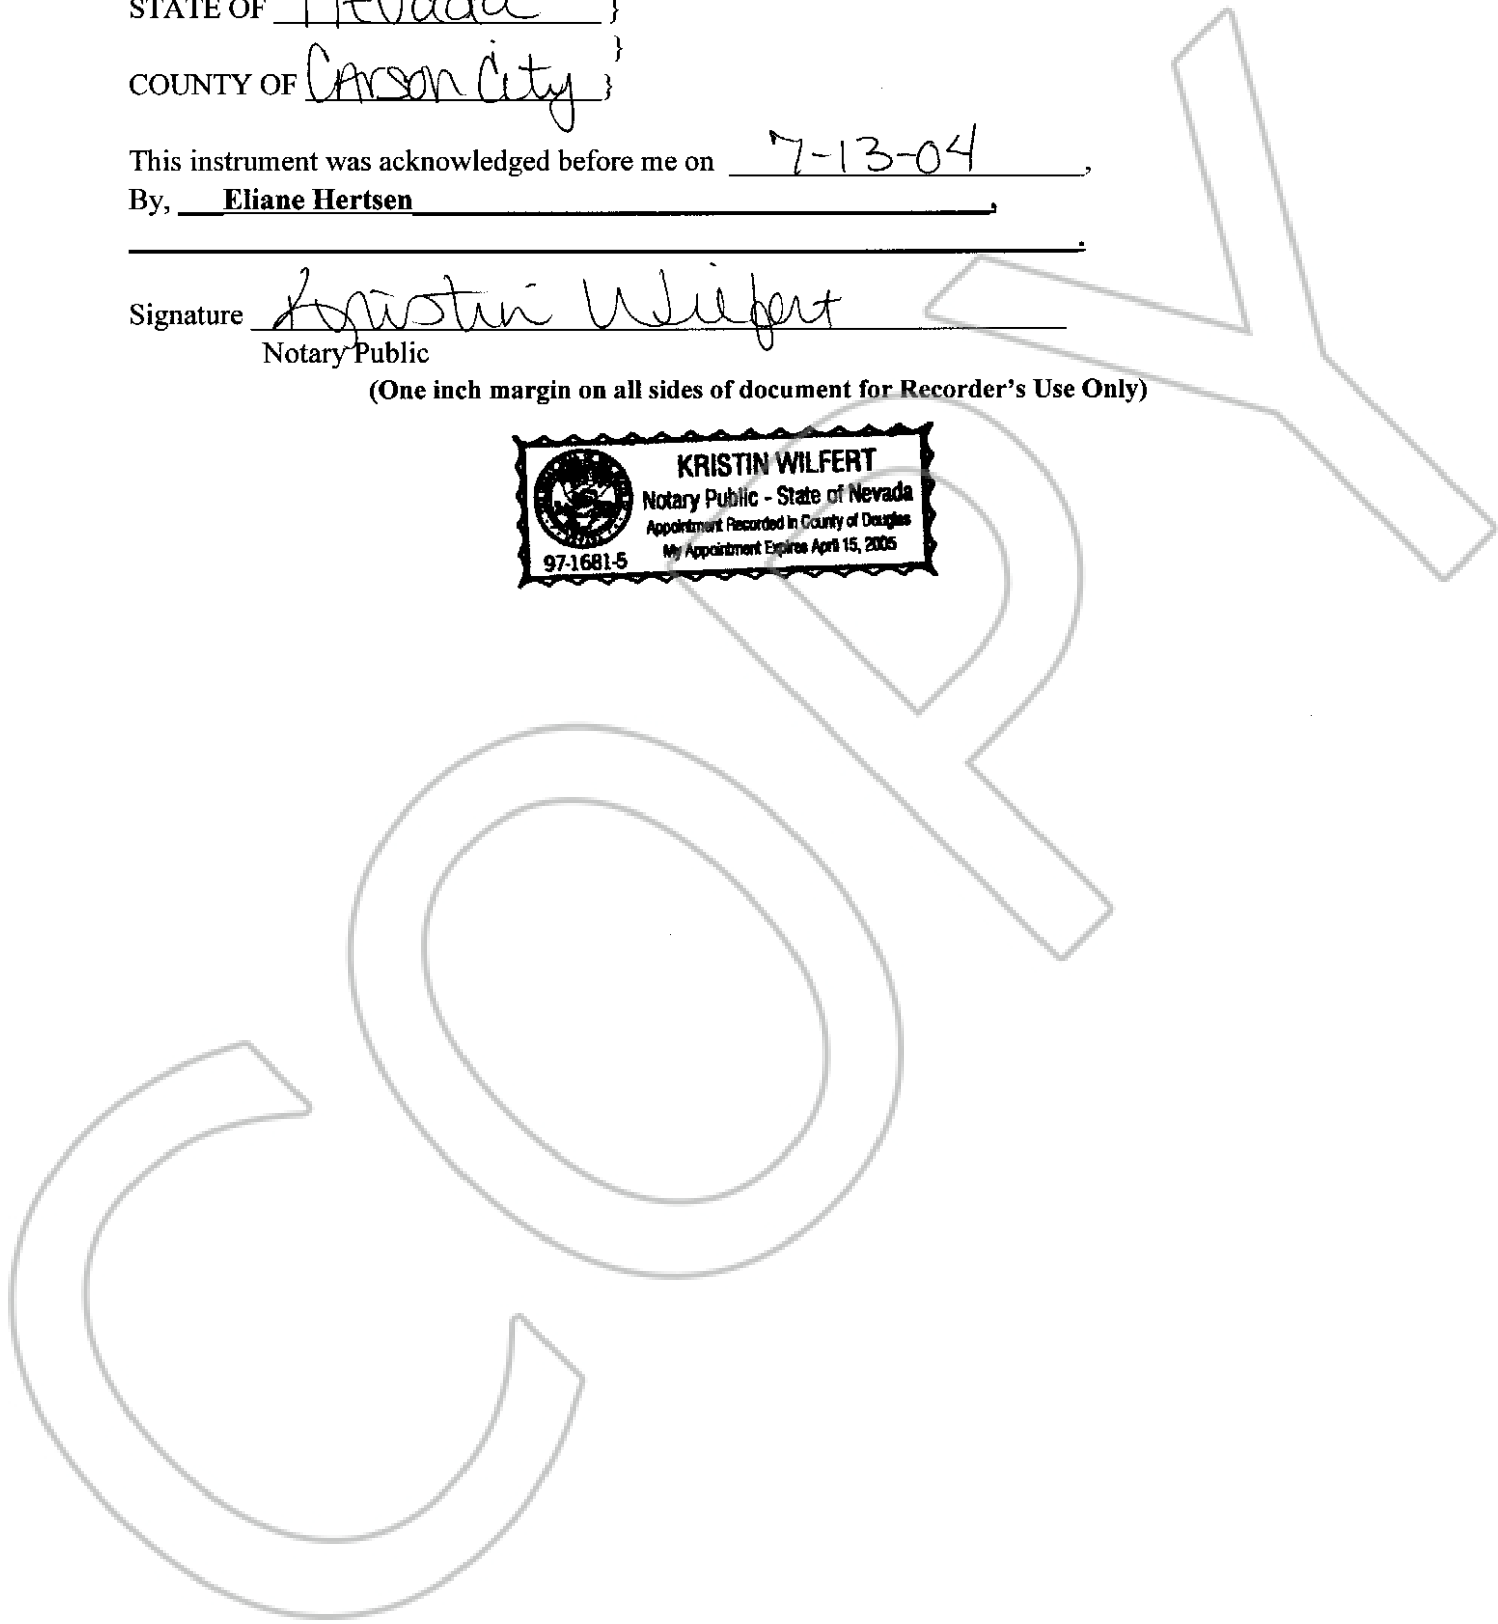 STATE OF Nevada }
}
COUNTY OF Carson City }
This instrument was acknowledged before me on 7-13-04,
By, Eliane Hertsen,
.
Signature Kristin Wilfert
Notary Public
(One inch margin on all sides of document for Recorder's Use Only)
KRISTIN WILFERT
Notary Public - State of Nevada
Appointment Recorded in County of Douglas
My Appointment Expires April 15, 2005
97-1681-5
COPY